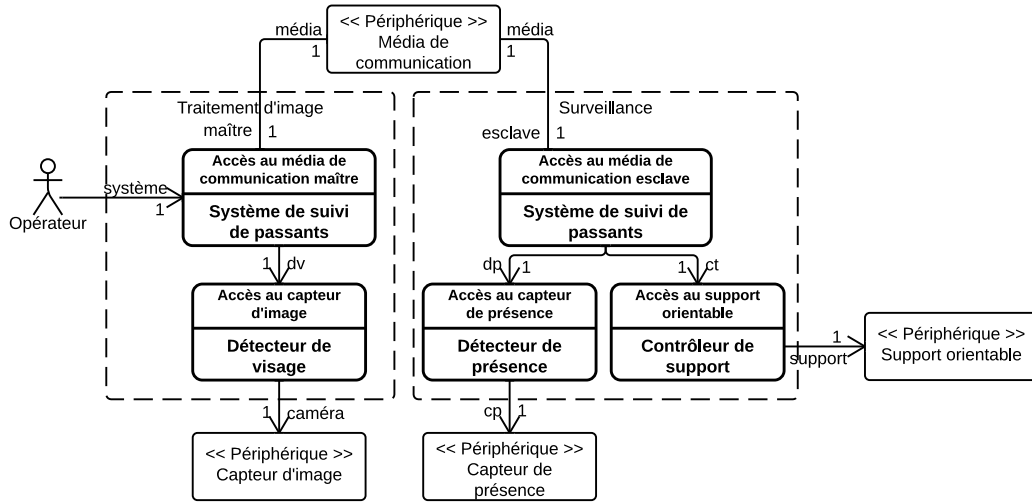 << Périphérique >>
Média de
communication
média
1
média
1
Traitement d'image
maître
1
Surveillance
esclave
1
Accès au média de
communication maître
Système de suivi
de passants
Accès au média de
communication esclave
Système de suivi de
passants
Opérateur
système
1
1
dv
dp
1
1
ct
Accès au capteur
d'image
Détecteur de
visage
Accès au capteur
de présence
Détecteur de
présence
Accès au support
orientable
Contrôleur de
support
1
support
<< Périphérique >>
Support orientable
1
caméra
cp
1
<< Périphérique >>
Capteur d'image
<< Périphérique >>
Capteur de
présence